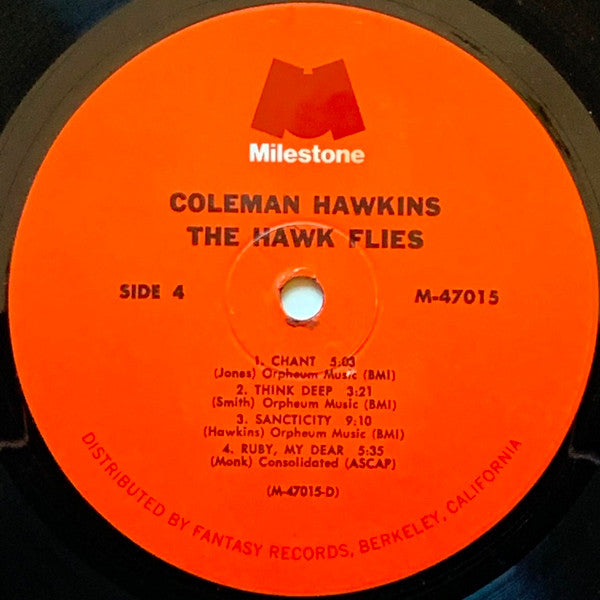 Milestone
COLEMAN HAWKINS
THE HAWK FLIES
SIDE 4
M-47015
1. CHANT 5:03
(Jones) Orpheum Music (BMI)
2. THINK DEEP 3:21
(Smith) Orpheum Music (BMI)
3. SANCTICITY 9:10
(Hawkins) Orpheum Music (BMI)
4. RUBY, MY DEAR 5:35
(Monk) Consolidated (ASCAP)
(M-47015-D)
DISTRIBUTED BY FANTASY RECORDS, BERKELEY, CALIFORNIA